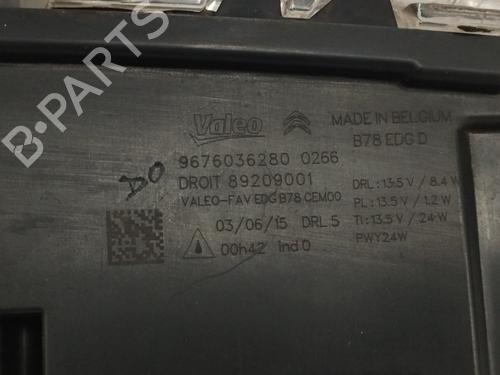 Valeo
MADE IN BELGIUM
B78 EDG D
9676036280 0266
DROIT 89209001
VALEO-FAV EDG B78 CEM00
DRL : 13.5 V / 8.4 W
PL : 13.5 V / 1.2 W
TI : 13.5 V / 24 W
PWY24W
03/06/15 DRL.5
00h42 Ind 0
DO
B-PARTS